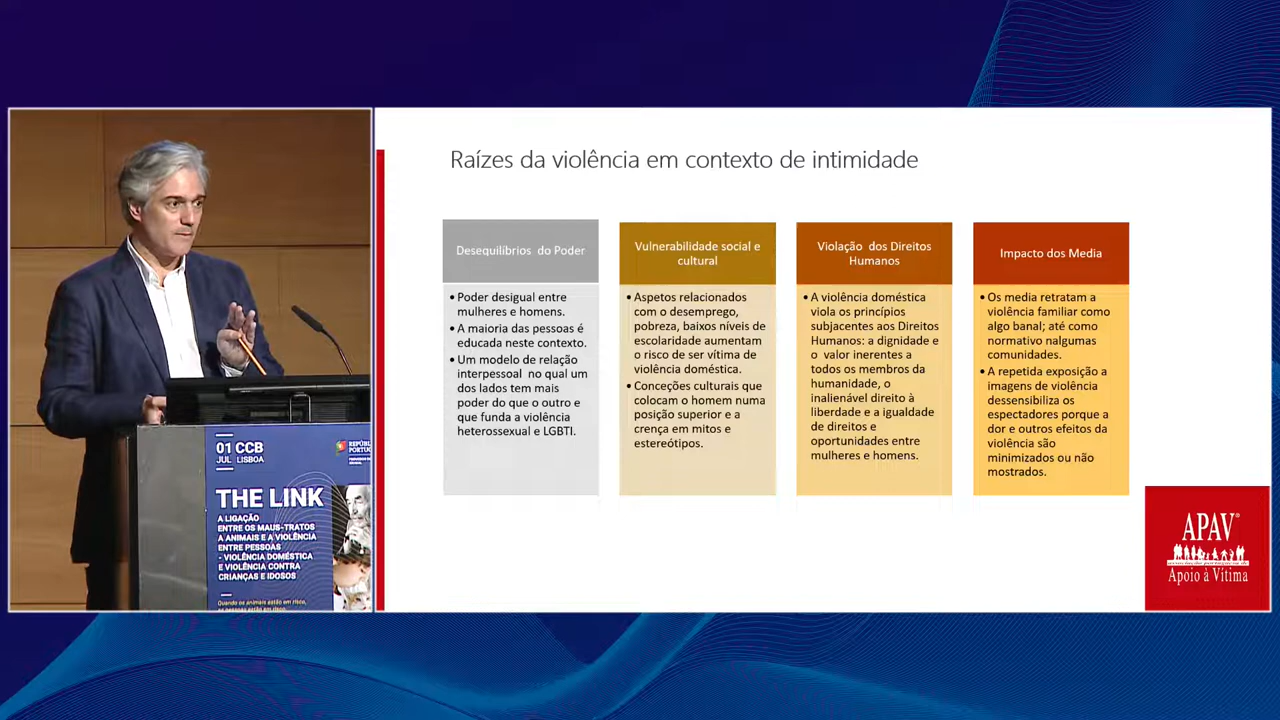 Raízes da violência em contexto de intimidade
Desequilíbrios do Poder
• Poder desigual entre
mulheres e homens.
• A maioria das pessoas é
educada neste contexto.
• Um modelo de relação
interpessoal no qual um
dos lados tem mais
poder do que o outro e
que funda a violência
heterossexual e LGBTI.
Vulnerabilidade social e
cultural
• Aspetos relacionados
com o desemprego,
pobreza, baixos níveis de
escolaridade aumentam
o risco de ser vítima de
violência doméstica.
• Conceções culturais que
colocam o homem numa
posição superior e a
crença em mitos e
estereótipos.
Violação dos Direitos
Humanos
• A violência doméstica
viola os princípios
subjacentes aos Direitos
Humanos: a dignidade e
o valor inerentes a
todos os membros da
humanidade, o
inalienável direito à
liberdade e a igualdade
de direitos e
oportunidades entre
mulheres e homens.
Impacto dos Media
• Os media retratam a
violência familiar como
algo banal; até como
normativo nalgumas
comunidades.
• A repetida exposição a
imagens de violência
dessensibiliza os
espectadores porque a
dor e outros efeitos da
violência são
minimizados ou não
mostrados.
APAV®
Apoio à Vítima
01 CCB
JUL LISBOA
THE LINK
A LIGAÇÃO
ENTRE OS MAUS-TRATOS
A ANIMAIS E A VIOLÊNCIA
ENTRE PESSOAS
- VIOLÊNCIA DOMÉSTICA
E VIOLÊNCIA CONTRA
CRIANÇAS E IDOSOS
Quando os animais estão em risco,